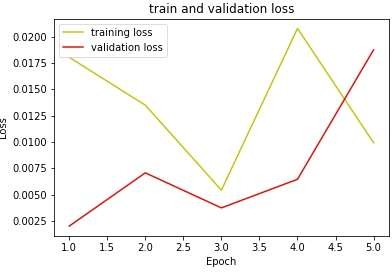 train and validation loss
training loss
validation loss
0.0200
0.0175
0.0150
0.0125
0.0100
0.0075
0.0050
0.0025
Loss
1.0 1.5 2.0 2.5 3.0 3.5 4.0 4.5 5.0
Epoch